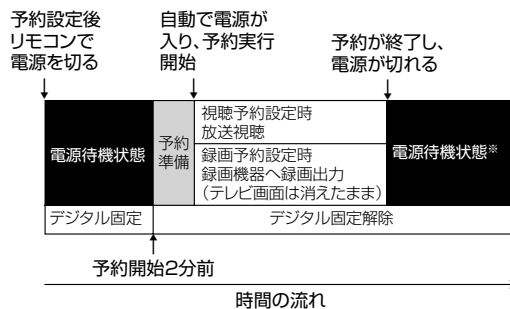 予約設定後
リモコンで
電源を切る
自動で電源が
入り、予約実行
開始
予約が終了し、
電源が切れる
電源待機状態
予約
準備
視聴予約設定時
放送視聴
録画予約設定時
録画機器へ録画出力
（テレビ画面は消えたまま）
電源待機状態※
デジタル固定
デジタル固定解除
予約開始2分前
時間の流れ